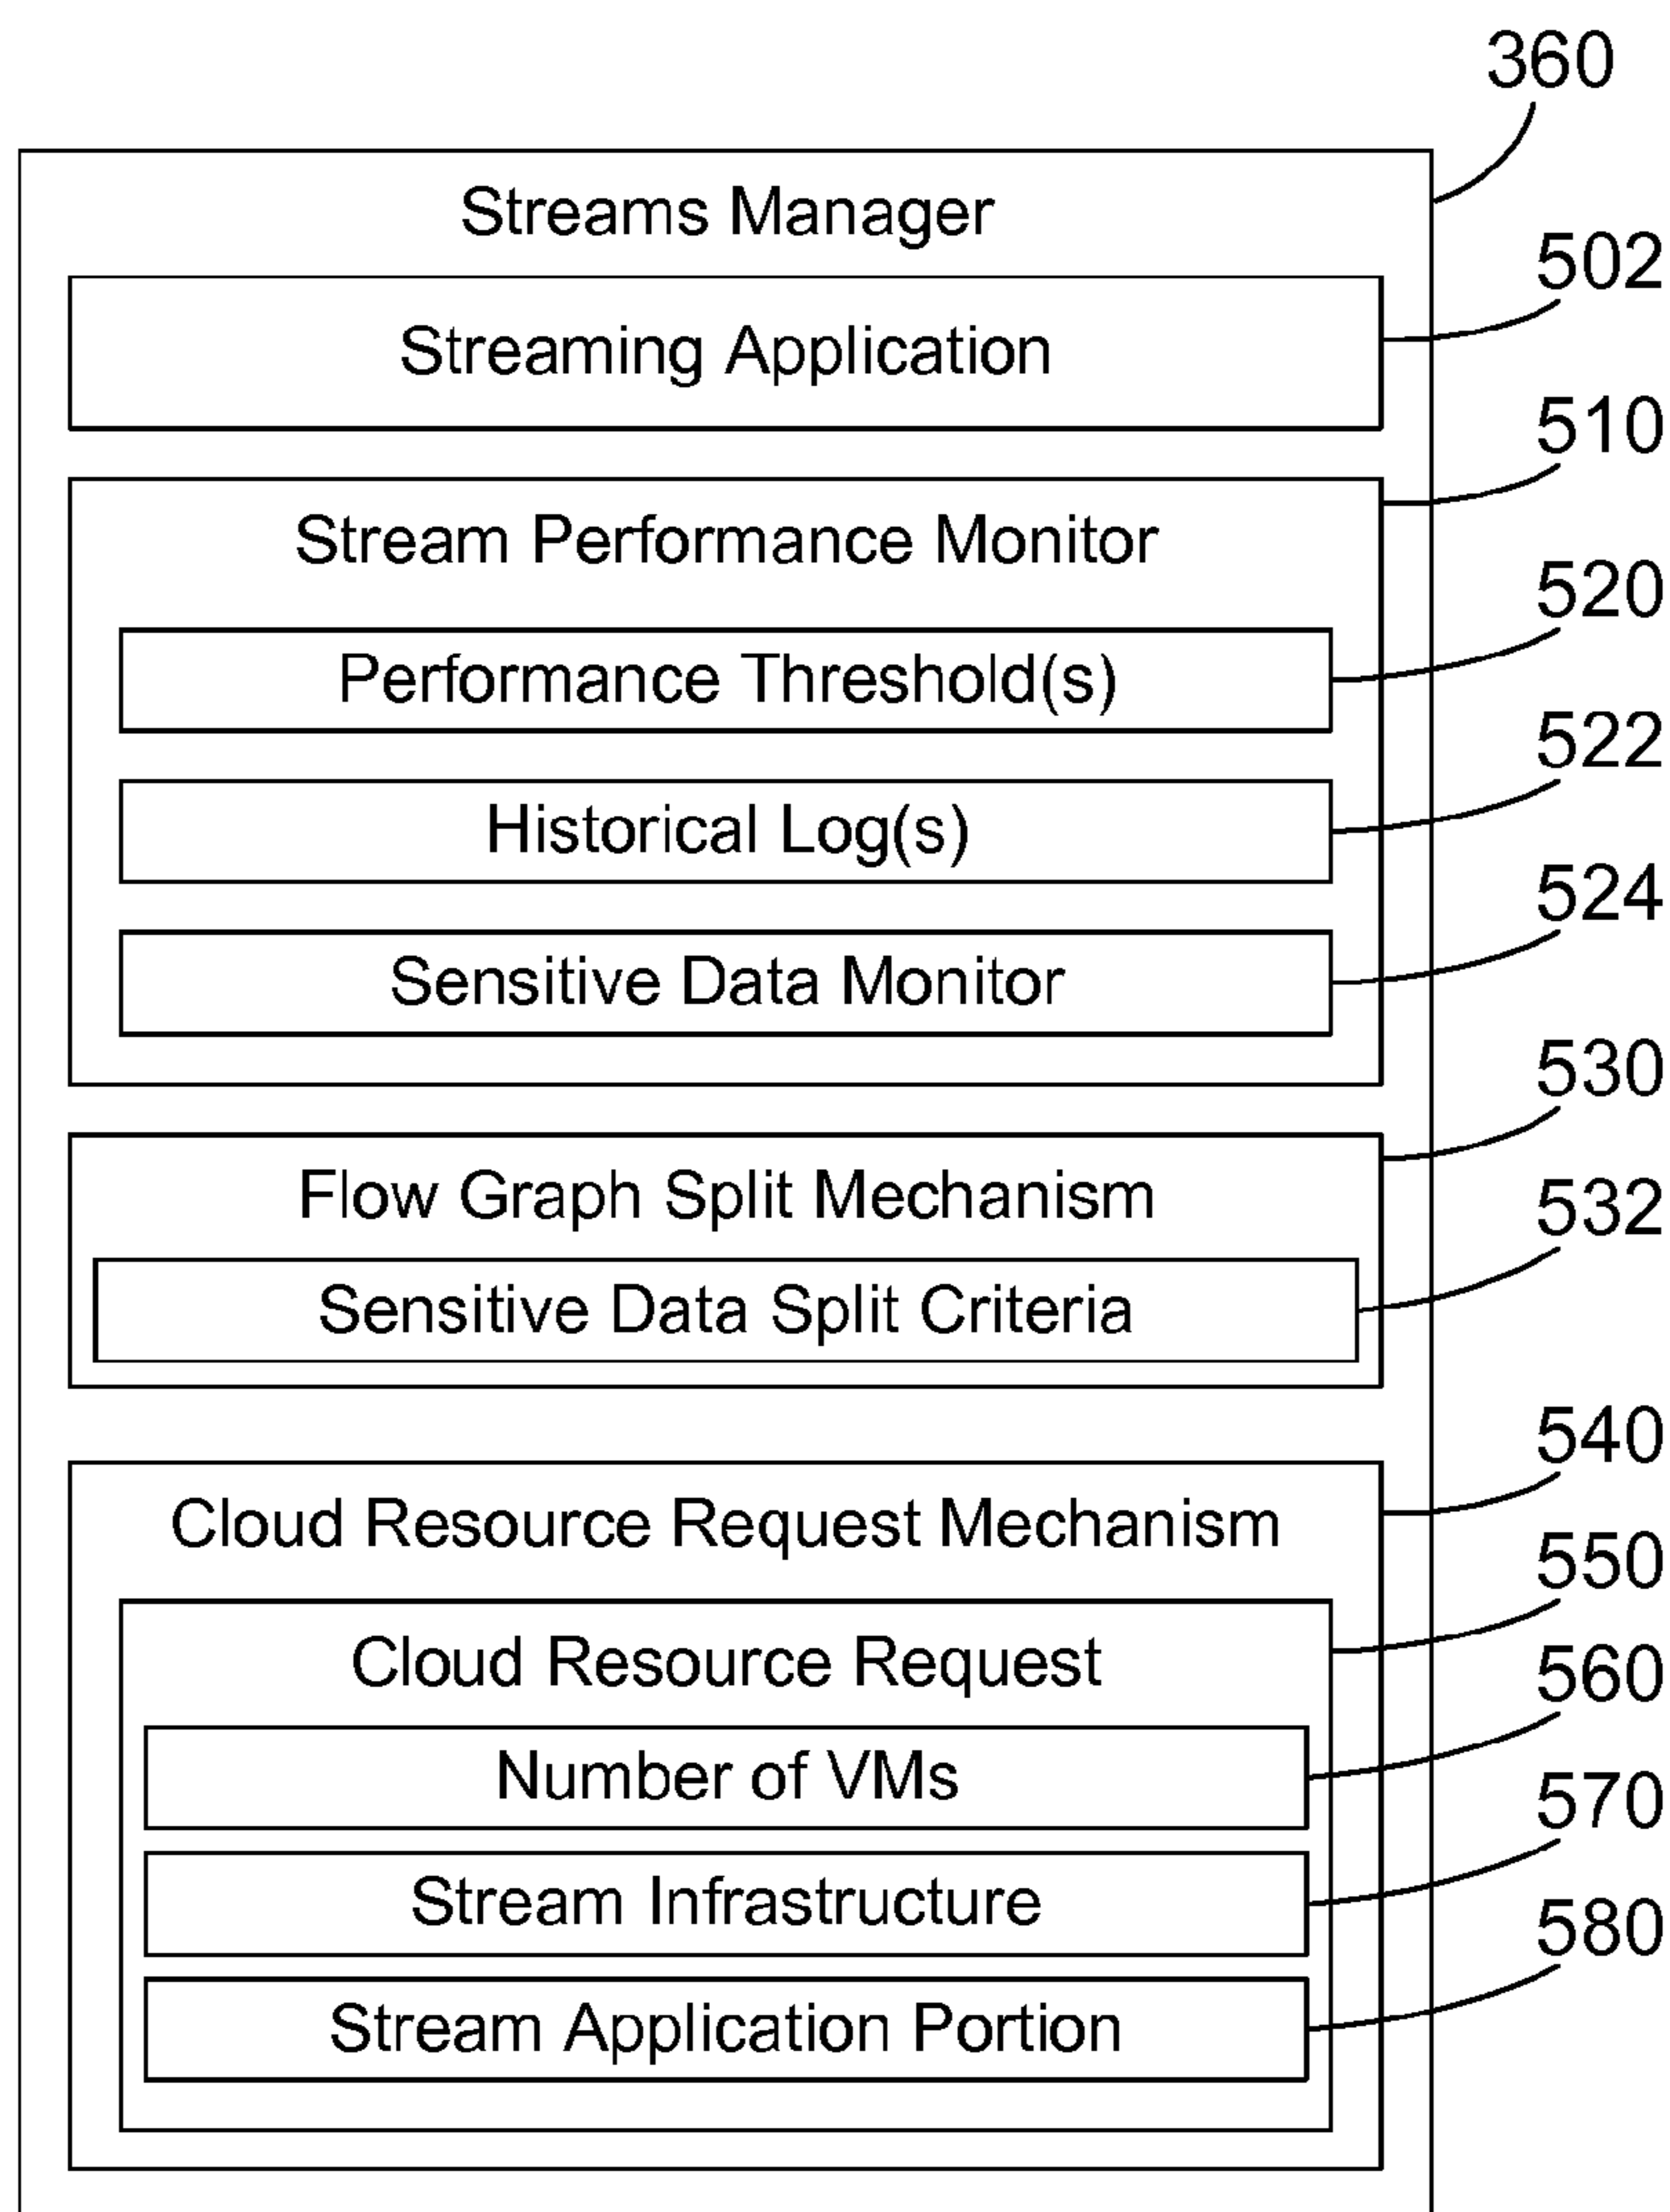 360
Streams Manager
502
Streaming Application
510
Stream Performance Monitor
520
Performance Threshold(s)
522
Historical Log(s)
524
Sensitive Data Monitor
530
Flow Graph Split Mechanism
532
Sensitive Data Split Criteria
540
Cloud Resource Request Mechanism
550
Cloud Resource Request
560
Number of VMs
570
Stream Infrastructure
580
Stream Application Portion